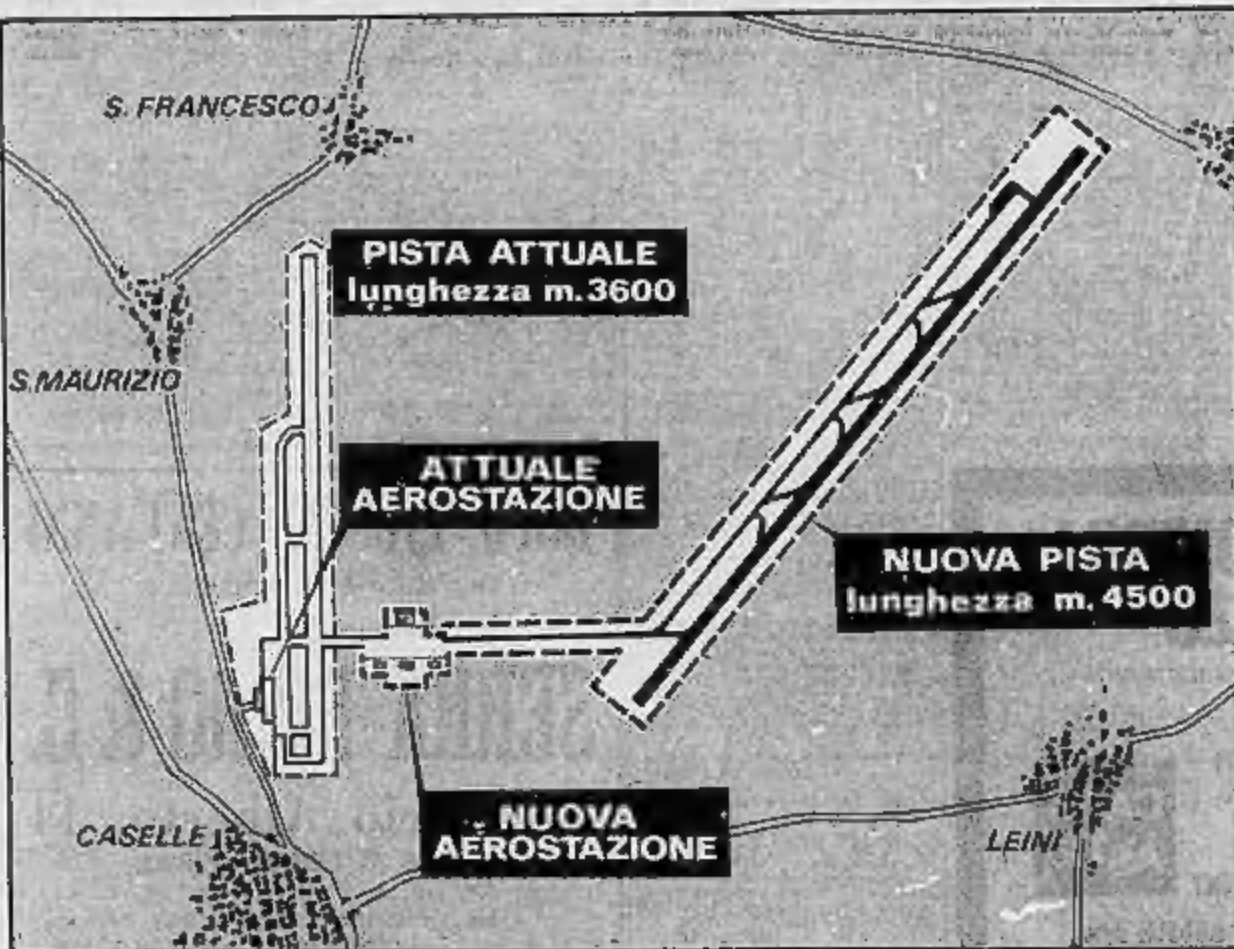 S. FRANCESCO
PISTA ATTUALE
lunghezza m.3600
S.MAURIZIO
ATTUALE
AEROSTAZIONE
NUOVA PISTA
lunghezza m. 4500
NUOVA
AEROSTAZIONE
CASELLE
LEINI